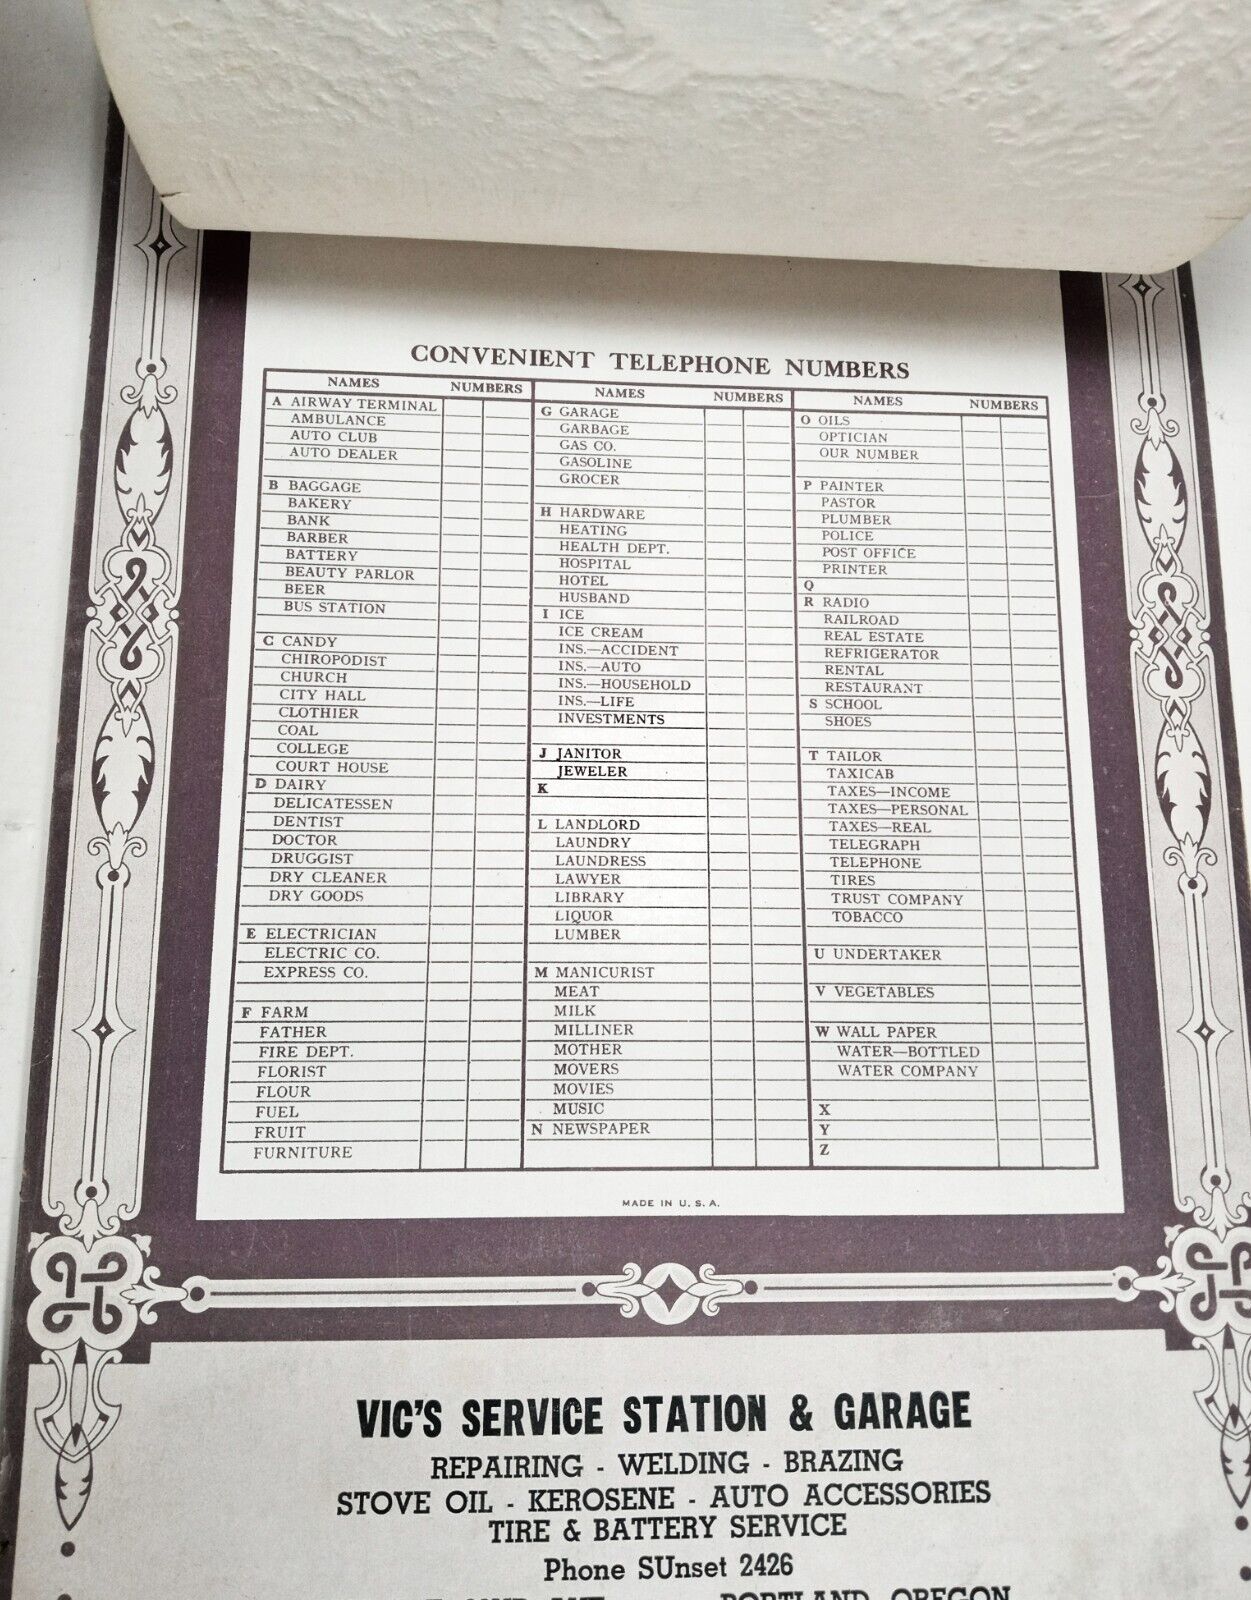 CONVENIENT TELEPHONE NUMBERS
NAMES NUMBERS
A AIRWAY TERMINAL
AMBULANCE
AUTO CLUB
AUTO DEALER
B BAGGAGE
BAKERY
BANK
BARBER
BATTERY
BEAUTY PARLOR
BEER
BUS STATION
C CANDY
CHIROPODIST
CHURCH
CITY HALL
CLOTHIER
COAL
COLLEGE
COURT HOUSE
D DAIRY
DELICATESSEN
DENTIST
DOCTOR
DRUGGIST
DRY CLEANER
DRY GOODS
E ELECTRICIAN
ELECTRIC CO.
EXPRESS CO.
F FARM
FATHER
FIRE DEPT.
FLORIST
FLOUR
FUEL
FRUIT
FURNITURE
NAMES NUMBERS
G GARAGE
GARBAGE
GAS CO.
GASOLINE
GROCER
H HARDWARE
HEATING
HEALTH DEPT.
HOSPITAL
HOTEL
HUSBAND
I ICE
ICE CREAM
INS.—ACCIDENT
INS.—AUTO
INS.—HOUSEHOLD
INS.—LIFE
INVESTMENTS
J JANITOR
JEWELER
K
L LANDLORD
LAUNDRY
LAUNDRESS
LAWYER
LIBRARY
LIQUOR
LUMBER
M MANICURIST
MEAT
MILK
MILLINER
MOTHER
MOVERS
MOVIES
MUSIC
N NEWSPAPER
NAMES NUMBERS
O OILS
OPTICIAN
OUR NUMBER
P PAINTER
PASTOR
PLUMBER
POLICE
POST OFFICE
PRINTER
Q
R RADIO
RAILROAD
REAL ESTATE
REFRIGERATOR
RENTAL
RESTAURANT
S SCHOOL
SHOES
T TAILOR
TAXICAB
TAXES—INCOME
TAXES—PERSONAL
TAXES—REAL
TELEGRAPH
TELEPHONE
TIRES
TRUST COMPANY
TOBACCO
U UNDERTAKER
V VEGETABLES
W WALL PAPER
WATER—BOTTLED
WATER COMPANY
X
Y
Z
MADE IN U. S. A.
VIC'S SERVICE STATION & GARAGE
REPAIRING - WELDING - BRAZING
STOVE OIL - KEROSENE - AUTO ACCESSORIES
TIRE & BATTERY SERVICE
Phone SUnset 2426
PORTLAND, OREGON